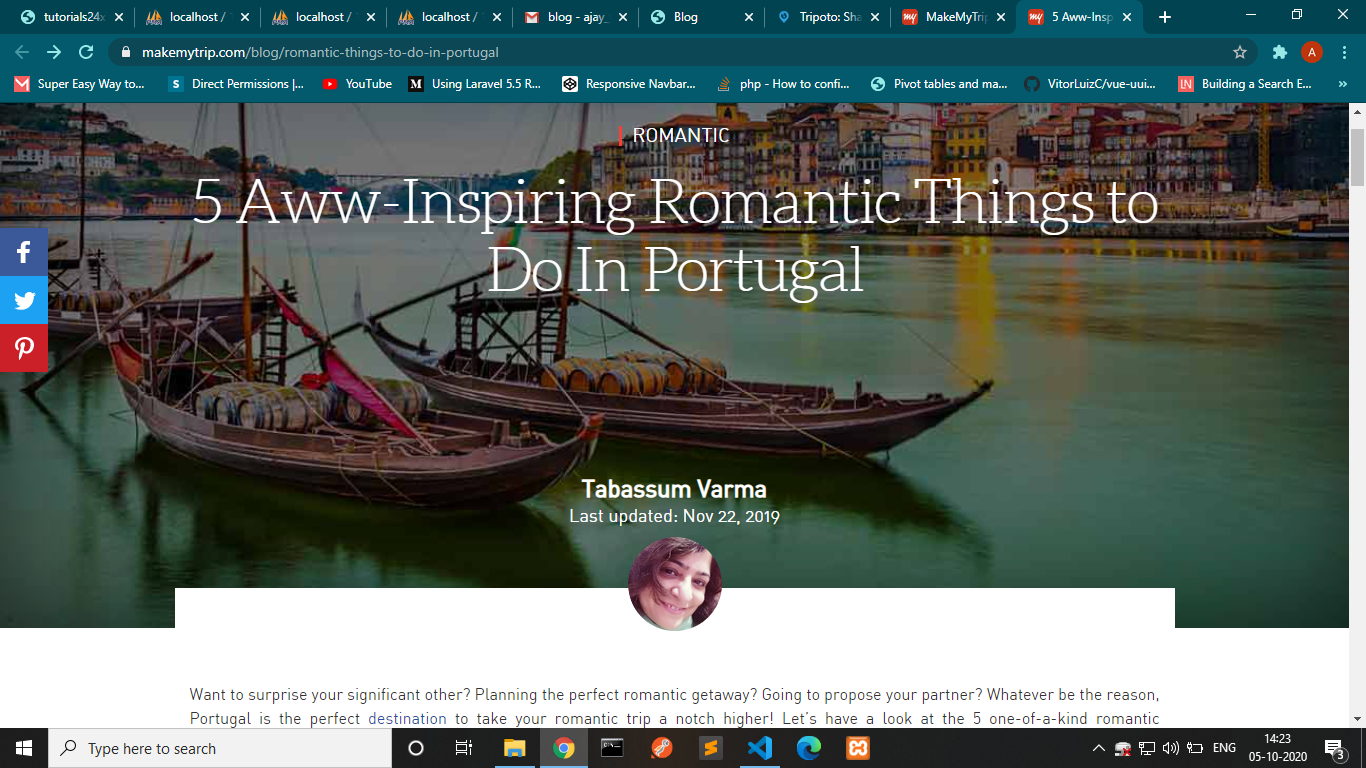 tutorials24x
localhost /
localhost /
localhost /
blog - ajay_
Blog
Tripoto: Sha
MakeMyTrip
5 Aww-Insp
makemytrip.com/blog/romantic-things-to-do-in-portugal
A
Super Easy Way to...
Direct Permissions |...
YouTube
Using Laravel 5.5 R...
Responsive Navbar...
php - How to confi...
Pivot tables and ma...
VitorLuizC/vue-uui...
Building a Search E...
ROMANTIC
5 Aww-Inspiring Romantic Things to
Do In Portugal
Tabassum Varma
Last updated: Nov 22, 2019
Want to surprise your significant other? Planning the perfect romantic getaway? Going to propose your partner? Whatever be the reason,
Portugal is the perfect destination to take your romantic trip a notch higher! Let's have a look at the 5 one-of-a-kind romantic
Type here to search
ENG
14:23
05-10-2020
3